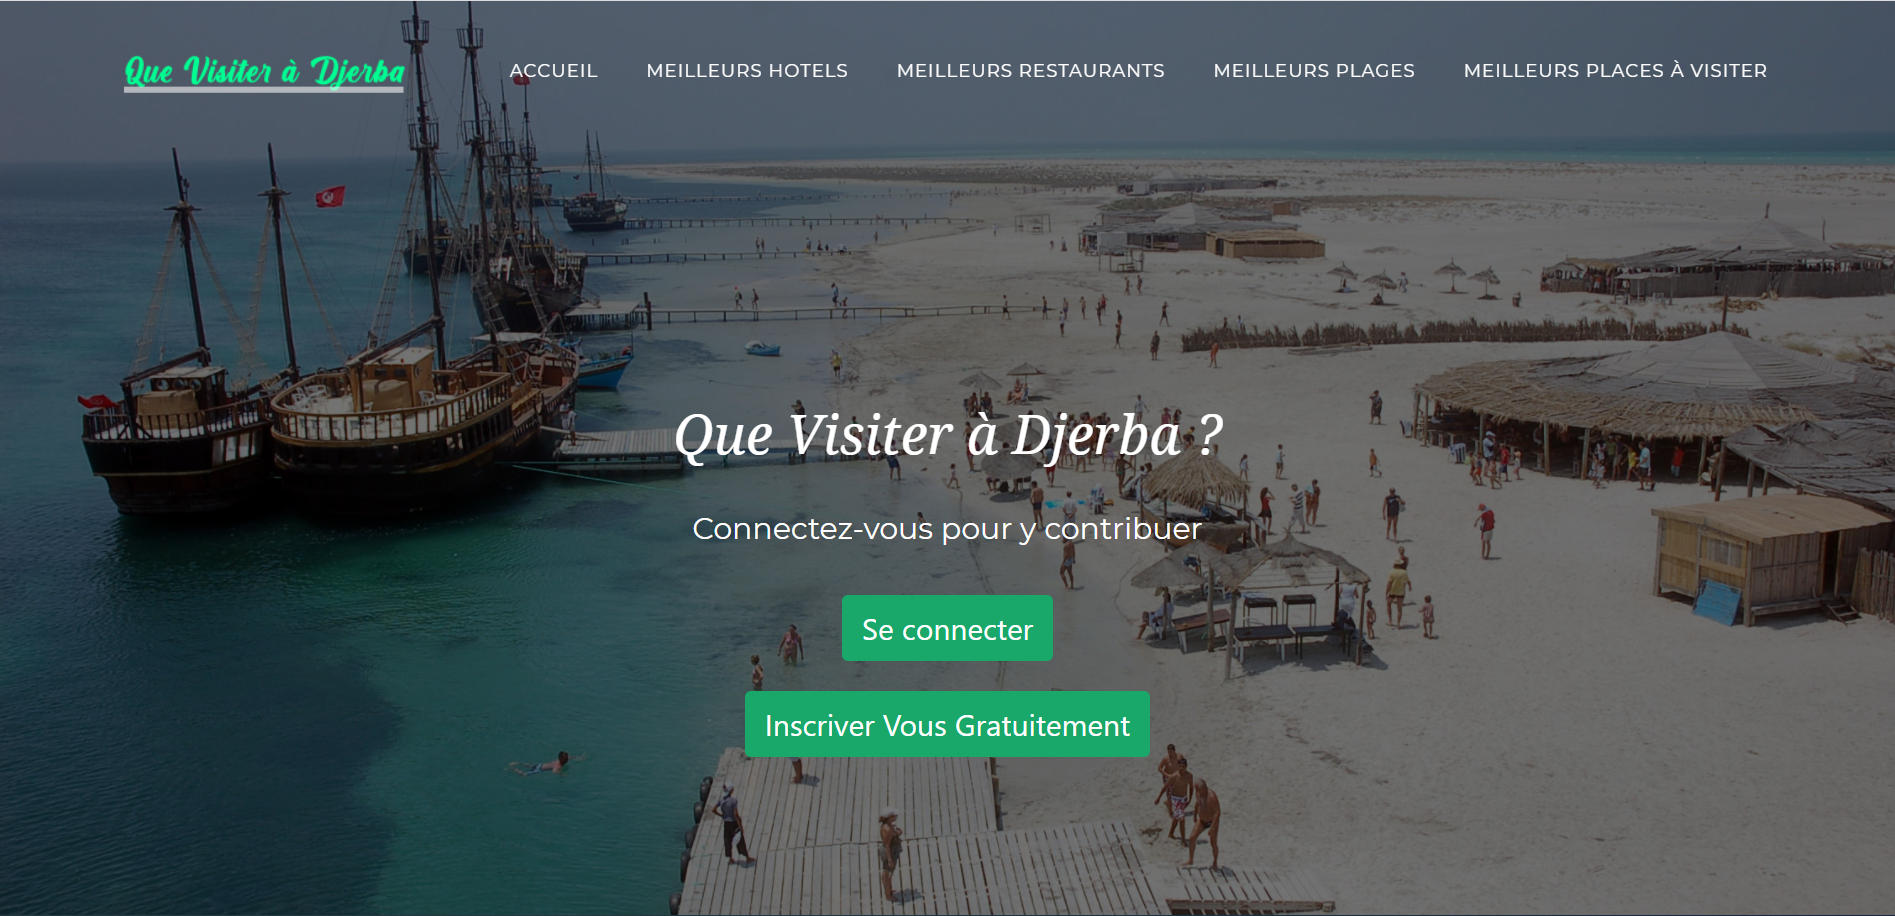 Que Visiter à Djerba
ACCUEIL
MEILLEURS HOTELS
MEILLEURS RESTAURANTS
MEILLEURS PLAGES
MEILLEURS PLACES À VISITER
Que Visiter à Djerba ?
Connectez-vous pour y contribuer
Se connecter
Inscriver Vous Gratuitement